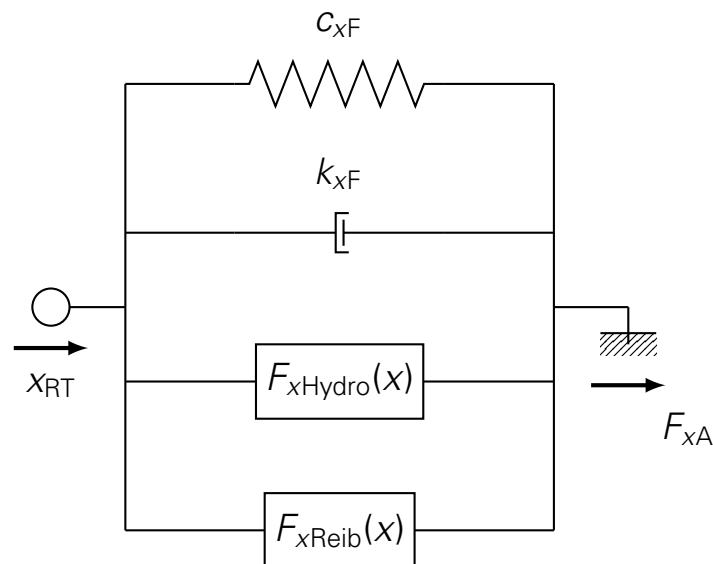 c_xF
k_xF
F_xHydro(x)
x_RT
F_xA
F_xReib(x)